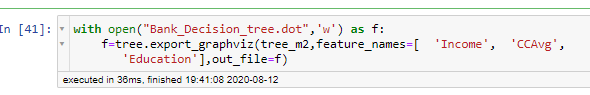 In [41]:
with open("Bank_Decision_tree.dot",'w') as f:
f=tree.export_graphviz(tree_m2,feature_names=[  'Income',  'CCAvg',
'Education'],out_file=f)
executed in 36ms, finished 19:41:08 2020-08-12